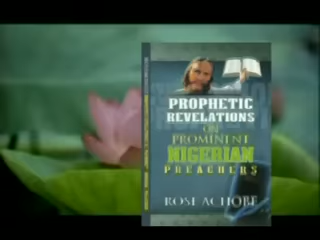 PROPHETIC
REVELATIONS
ON
PROMINENT
NIGERIAN
PREACHERS
ROSE ACHOBE